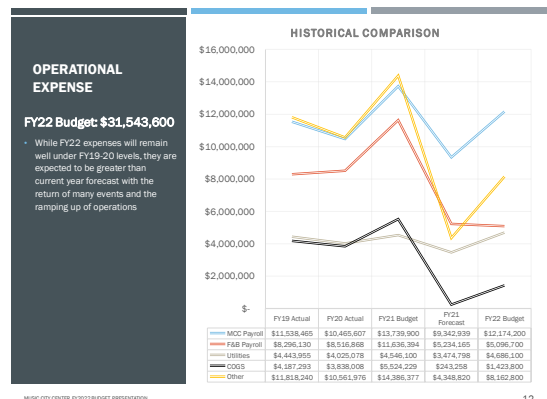 OPERATIONAL
EXPENSE
FY22 Budget: $31,543,600
• While FY22 expenses will remain
well under FY19-20 levels, they are
expected to be greater than
current year forecast with the
return of many events and the
ramping up of operations
HISTORICAL COMPARISON
$16,000,000
$14,000,000
$12,000,000
$10,000,000
$8,000,000
$6,000,000
$4,000,000
$2,000,000
$-
FY19 Actual FY20 Actual FY21 Budget FY21 Forecast FY22 Budget
MCC Payroll $11,538,465 $10,465,607 $13,739,900 $9,342,939 $12,174,200
F&B Payroll $8,296,130 $8,516,868 $11,636,394 $5,234,165 $5,096,700
Utilities $4,443,955 $4,025,078 $4,546,100 $3,474,798 $4,686,100
COGS $4,187,293 $3,838,008 $5,524,229 $243,258 $1,423,800
Other $11,818,240 $10,561,976 $14,386,377 $4,348,820 $8,162,800
MUSIC CITY CENTER FY2022 BUDGET PRESENTATION